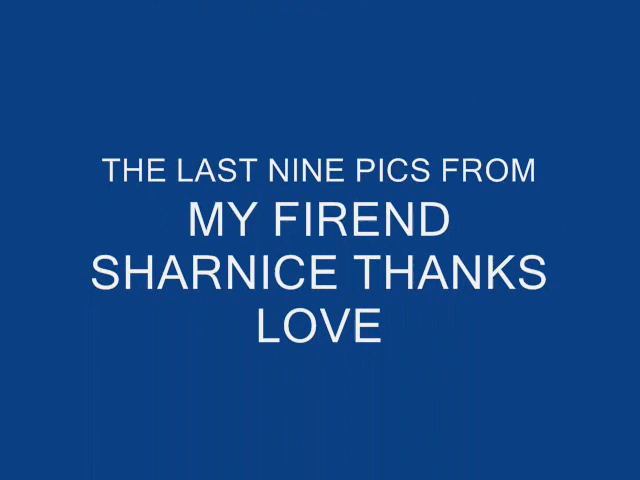 THE LAST NINE PICS FROM
MY FIREND
SHARNICE THANKS
LOVE